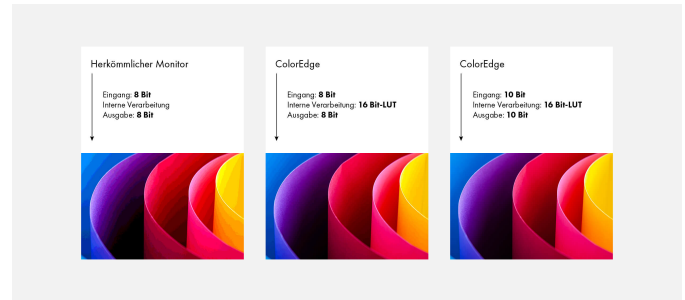 Herkömmlicher Monitor
Eingang: 8 Bit
Interne Verarbeitung
Ausgabe: 8 Bit
ColorEdge
Eingang: 8 Bit
Interne Verarbeitung: 16 Bit-LUT
Ausgabe: 8 Bit
ColorEdge
Eingang: 10 Bit
Interne Verarbeitung: 16 Bit-LUT
Ausgabe: 10 Bit